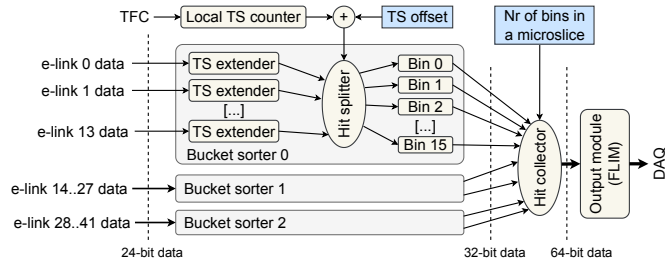 TFC
Local TS counter
+
TS offset
Nr of bins in
a microslice
e-link 0 data
TS extender
Bin 0
e-link 1 data
TS extender
Bin 1
[...]
Bin 2
[...]
e-link 13 data
TS extender
Bin 15
Hit splitter
Bucket sorter 0
e-link 14..27 data
Bucket sorter 1
e-link 28..41 data
Bucket sorter 2
Hit collector
Output module
(FLIM)
DAQ
24-bit data
32-bit data
64-bit data